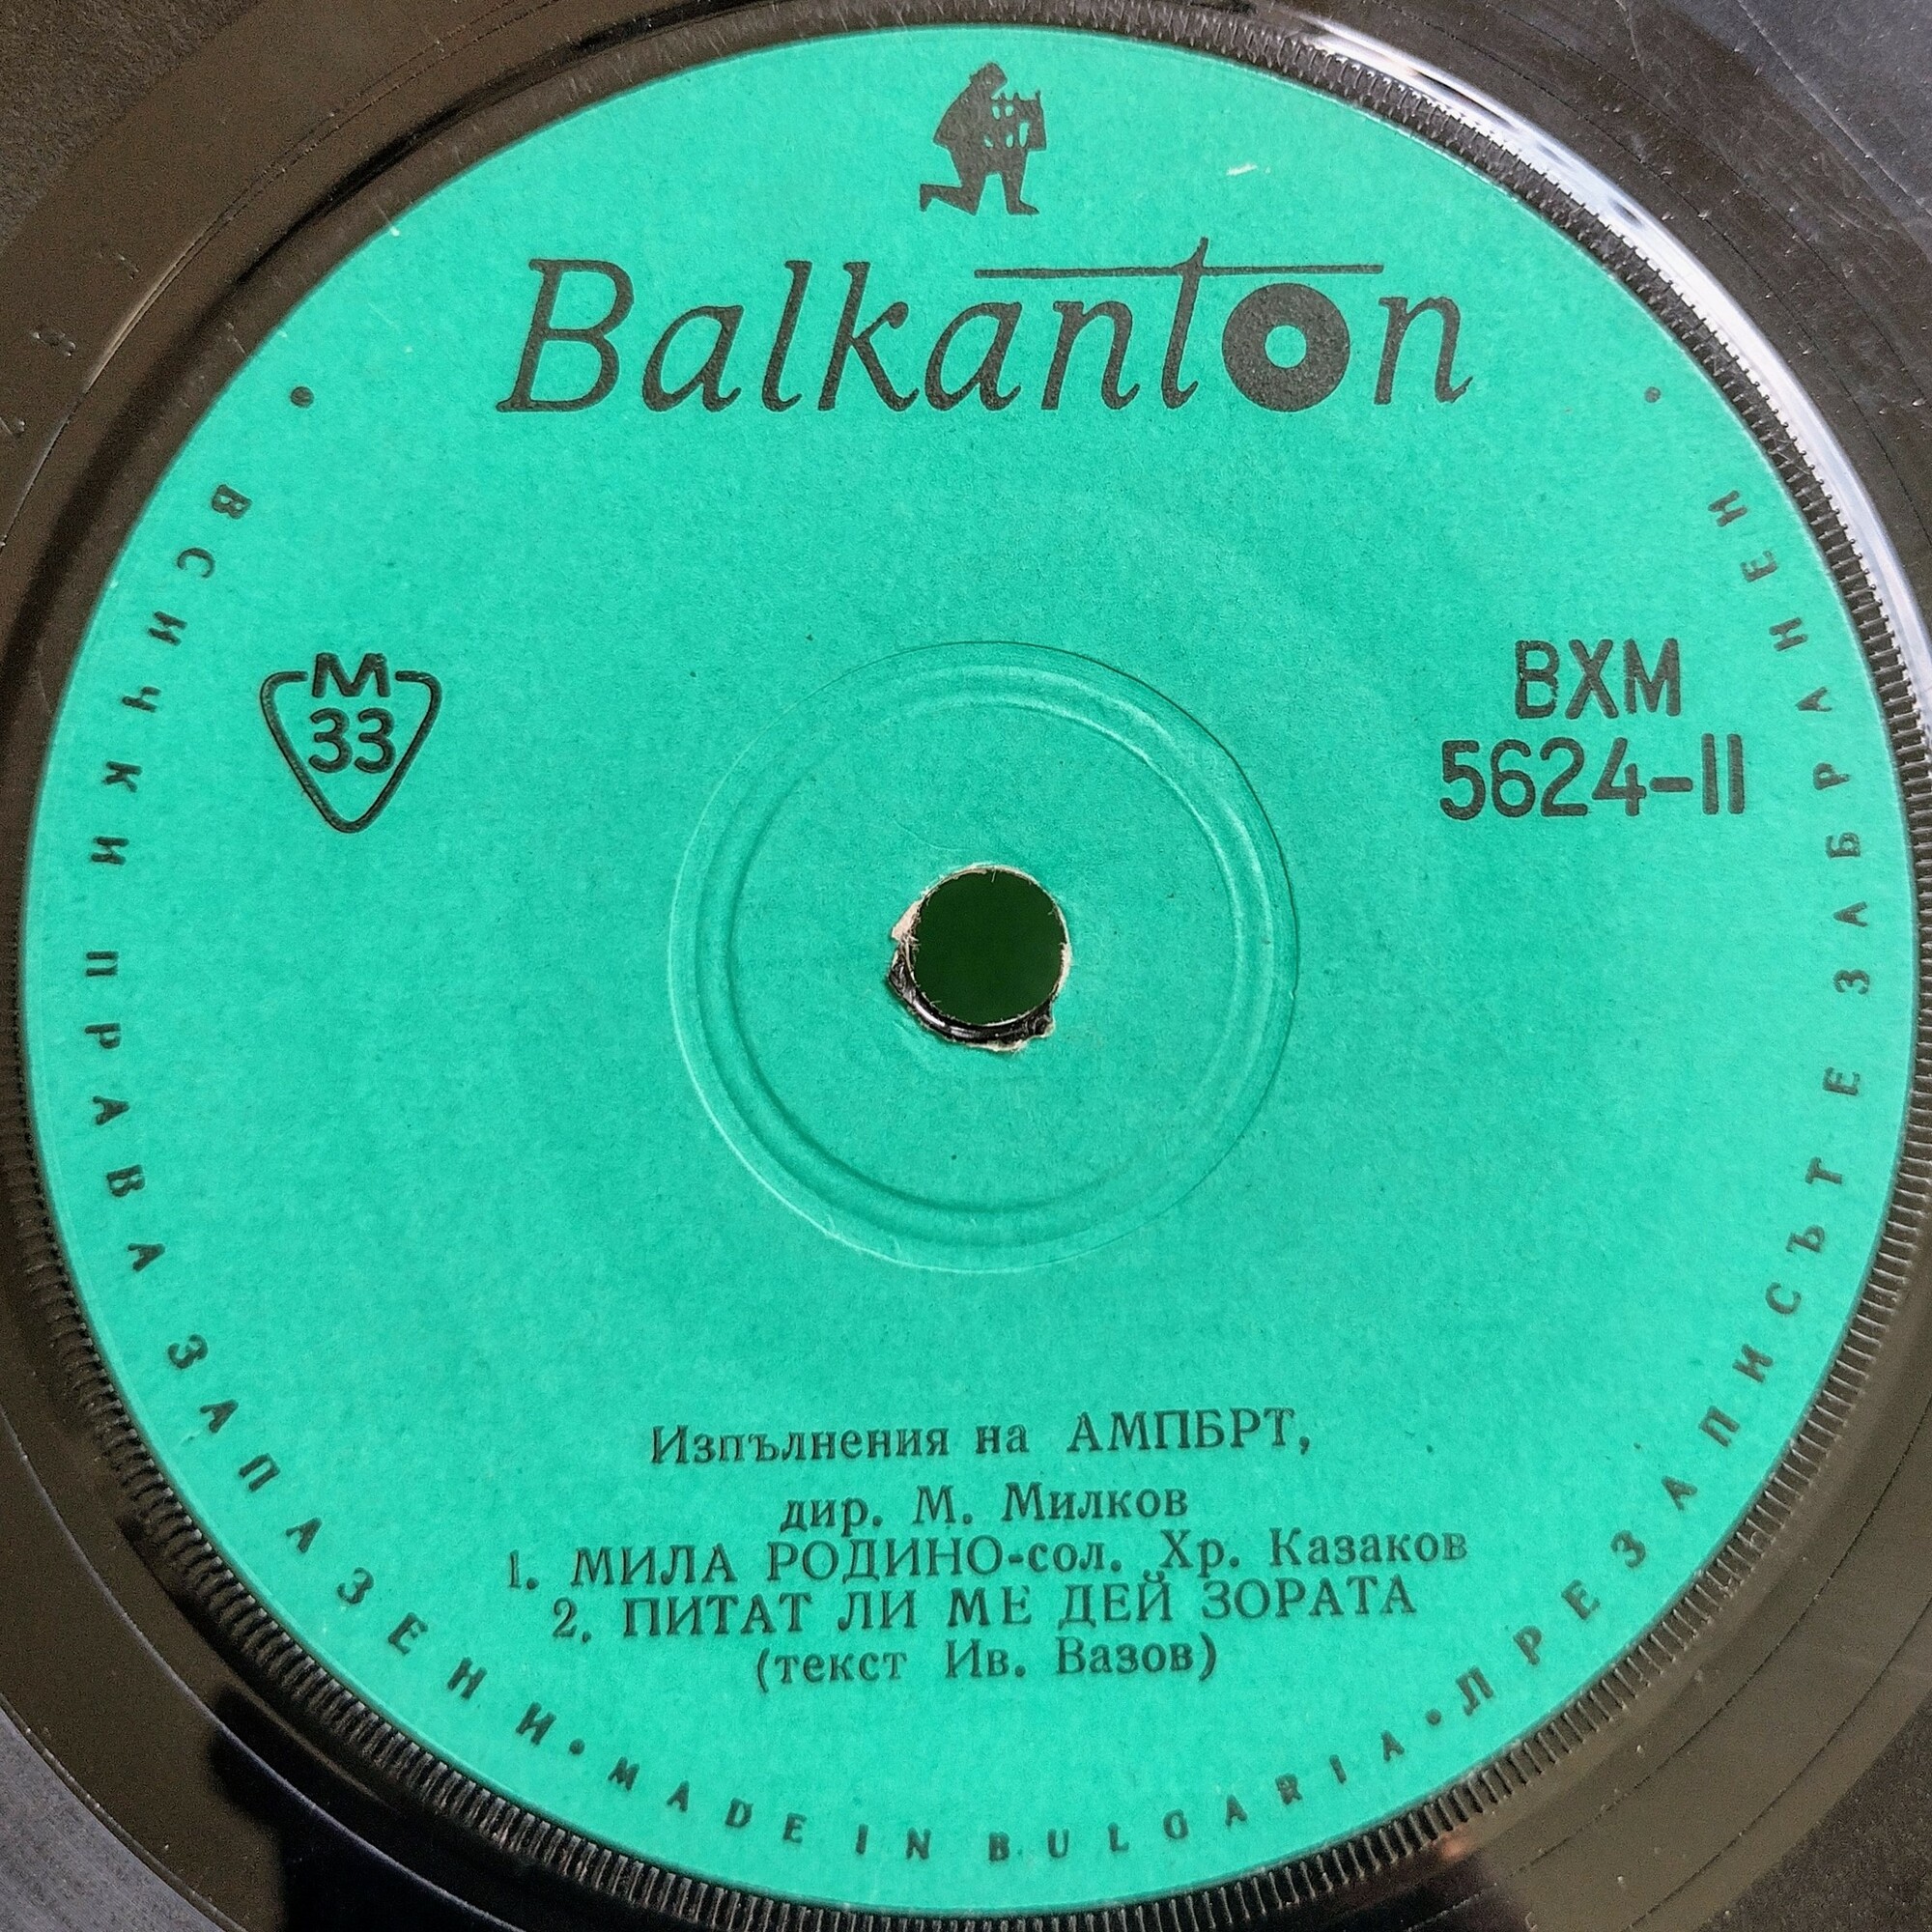 Balkanton
М
33
ВХМ
5624-II
Изпълнения на АМПБРТ,
дир. М. Милков
1. МИЛА РОДИНО-сол. Хр. Казаков
2. ПИТАТ ЛИ МЕ ДЕЙ ЗОРАТА
(текст Ив. Вазов)
• ВСИЧКИ ПРАВА ЗАПАЗЕНИ • MADE IN BULGARIA • ПРЕЗАПИСЪТ Е ЗАБРАНЕН •